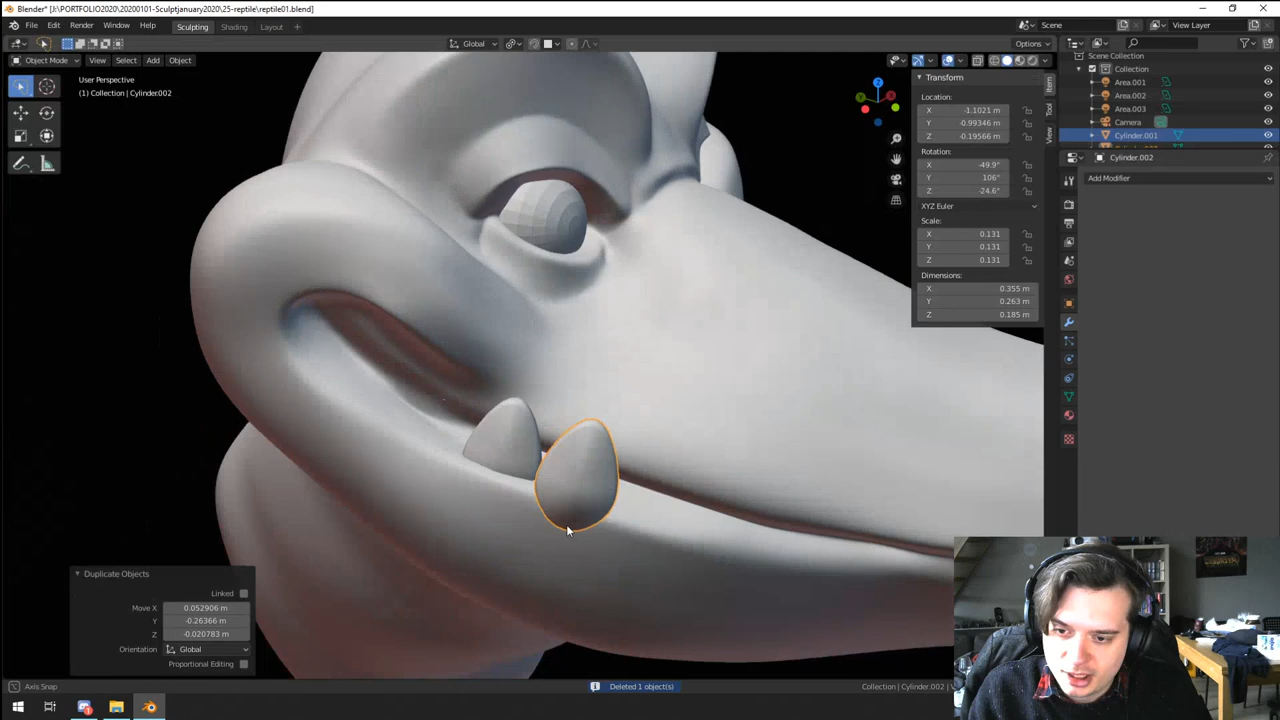 Blender* [J:\PORTFOLIO2020\20200101-Sculptjanuary2020\25-reptile\reptile01.blend]
File Edit Render Window Help Sculpting Shading Layout Scene View Layer
Global Options
Object Mode View Select Add Object
User Perspective
(1) Collection | Cylinder.002
Transform
Location:
X -1.1021 m
Y -0.99346 m
Z -0.19566 m
Rotation:
X -49.9°
Y 106°
Z -24.6°
XYZ Euler
Scale:
X 0.131
Y 0.131
Z 0.131
Dimensions:
X 0.355 m
Y 0.263 m
Z 0.185 m
Item
Tool
View
Scene Collection
Collection
Area.001
Area.002
Area.003
Camera
Cylinder.001
Cylinder.002
Add Modifier
Duplicate Objects
Linked
Move X 0.052906 m
Y -0.26366 m
Z -0.020783 m
Orientation Global
Proportional Editing
Axis Snap
Deleted 1 object(s)
Collection | Cylinder.002 |